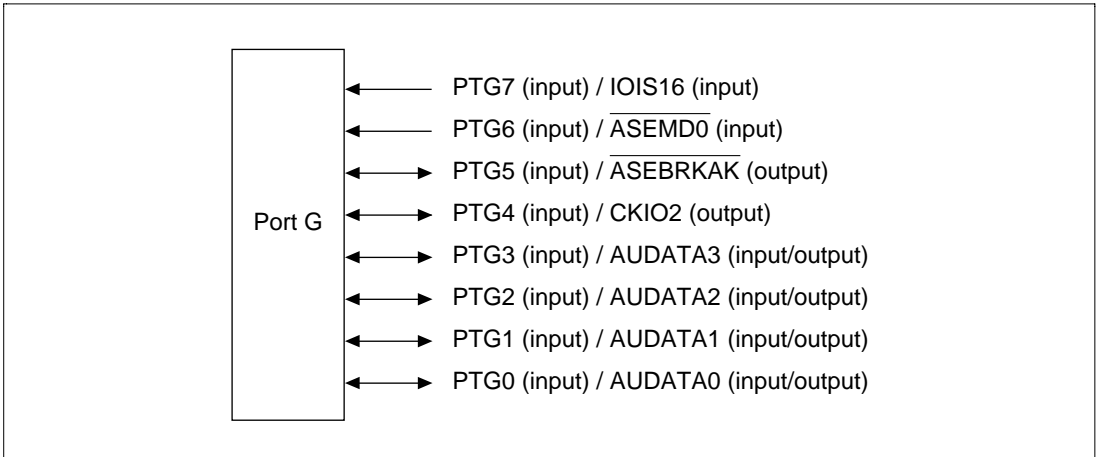 Port G
PTG7 (input) / IOIS16 (input)
PTG6 (input) / ASEMD0 (input)
PTG5 (input) / ASEBRKAK (output)
PTG4 (input) / CKIO2 (output)
PTG3 (input) / AUDATA3 (input/output)
PTG2 (input) / AUDATA2 (input/output)
PTG1 (input) / AUDATA1 (input/output)
PTG0 (input) / AUDATA0 (input/output)